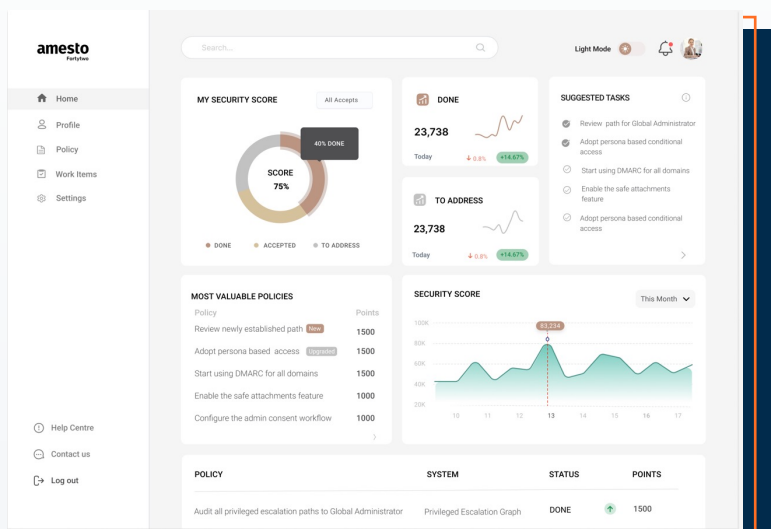 amesto
Fortytwo
Home
Profile
Policy
Work Items
Settings
Help Centre
Contact us
Log out
Search...
Light Mode
MY SECURITY SCORE
All Accepts
40% DONE
SCORE
75%
DONE
ACCEPTED
TO ADDRESS
DONE
23,738
Today
0.8%
+14,67%
TO ADDRESS
23,738
Today
0.8%
+14,67%
SUGGESTED TASKS
Review path for Global Administrator
Adopt persona based conditional
access
Start using DMARC for all domains
Enable the safe attachments
feature
Adopt persona based conditional
access
MOST VALUABLE POLICIES
Policy Points
Review newly established path New 1500
Adopt persona based access Upgraded 1500
Start using DMARC for all domains 1500
Enable the safe attachments feature 1000
Configure the admin consent workflow 1000
SECURITY SCORE
This Month
83,234
100K
80K
60K
40K
20K
10 11 12 13 14 15 16 17
POLICY SYSTEM STATUS POINTS
Audit all privileged escalation paths to Global Administrator Privileged Escalation Graph DONE 1500